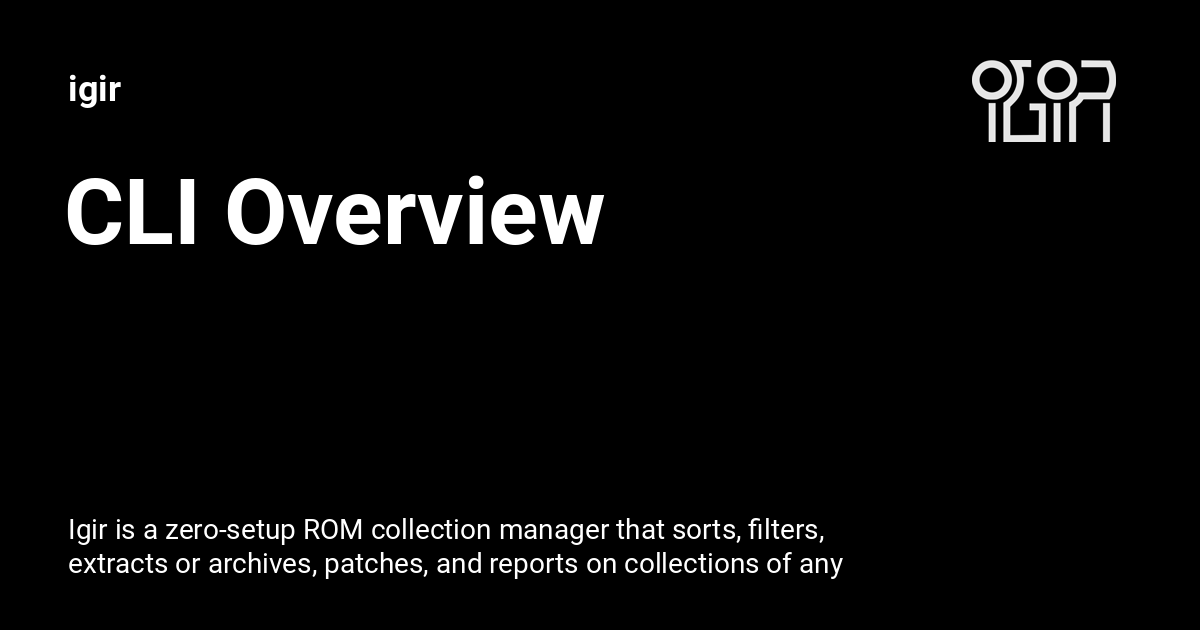 igir
IGIR
CLI Overview
Igir is a zero-setup ROM collection manager that sorts, filters,
extracts or archives, patches, and reports on collections of any